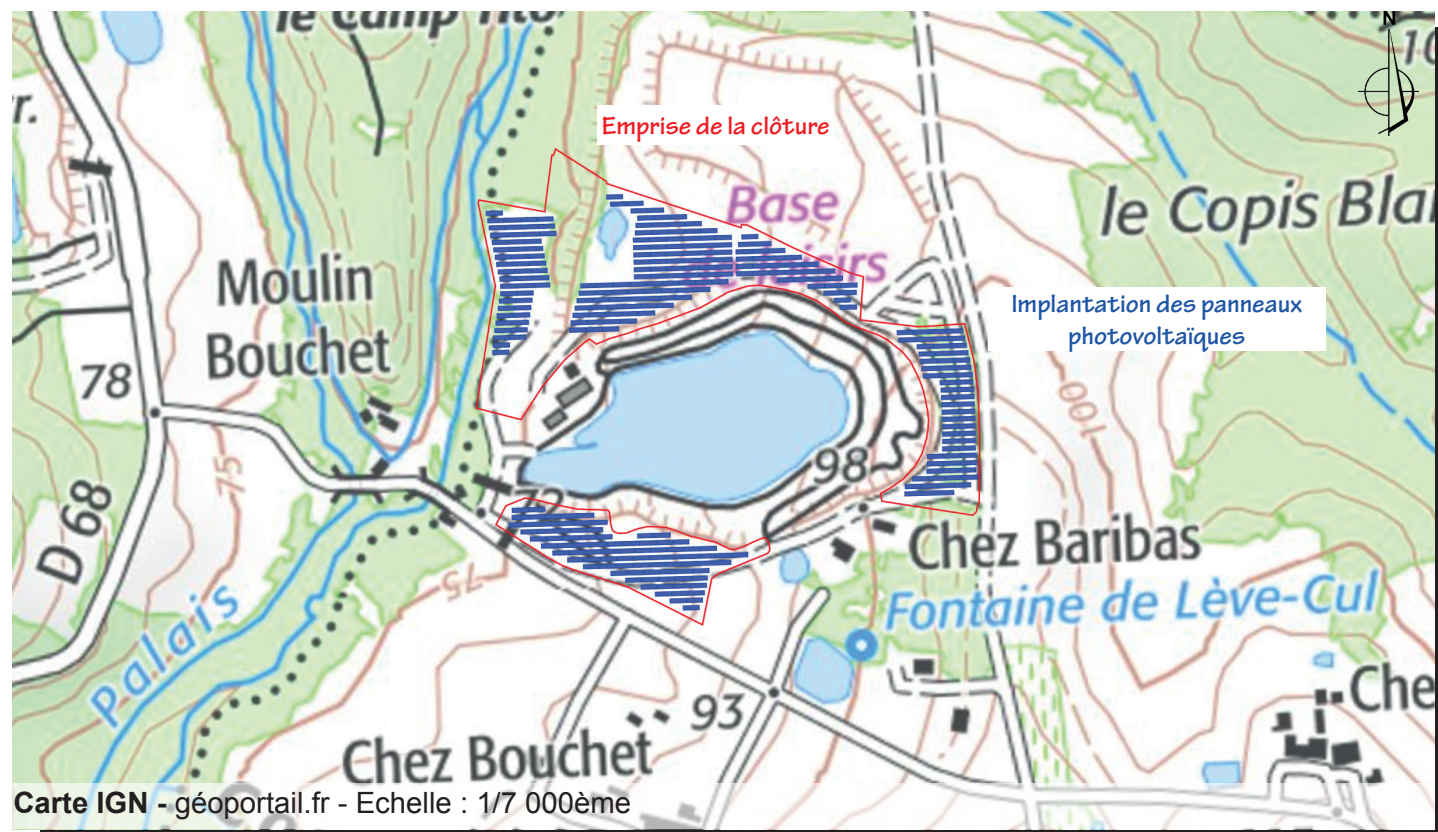 le Camp Tito
N
10
r.
Emprise de la clôture
Base
de loisirs
le Copis Bla
Moulin
Bouchet
Implantation des panneaux
photovoltaïques
78
100
98
75
72
D 68
Chez Baribas
75
Fontaine de Lève-Cul
Palais
Che
93
Chez Bouchet
Carte IGN - géoportail.fr - Echelle : 1/7 000ème